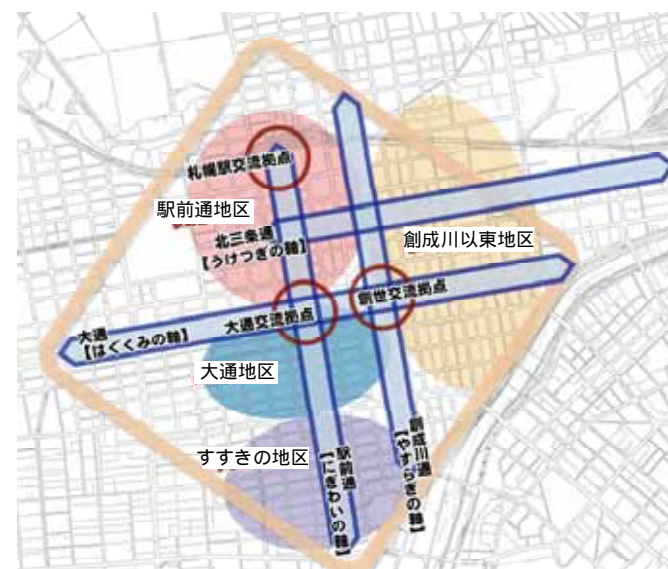 札幌駅交流拠点
駅前通地区
北三条通
【うけつぎの軸】
創成川以東地区
創世交流拠点
大通交流拠点
大通
【はぐくみの軸】
大通地区
すすきの地区
駅前通
【にぎわいの軸】
創成川通
【やすらぎの軸】